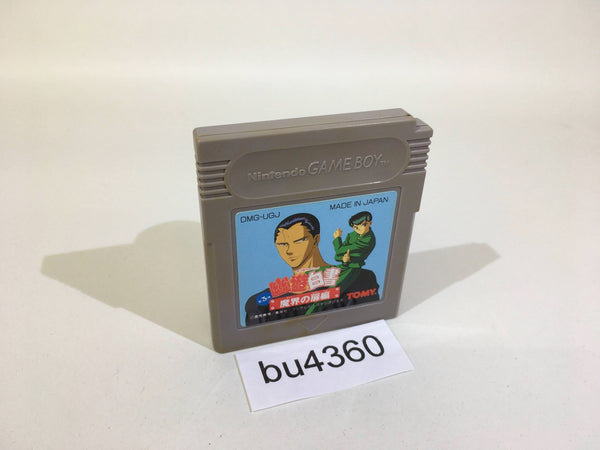 Nintendo GAME BOY TM
DMG-UGJ
MADE IN JAPAN
幽遊白書
魔界の扉編
TOMY
bu4360